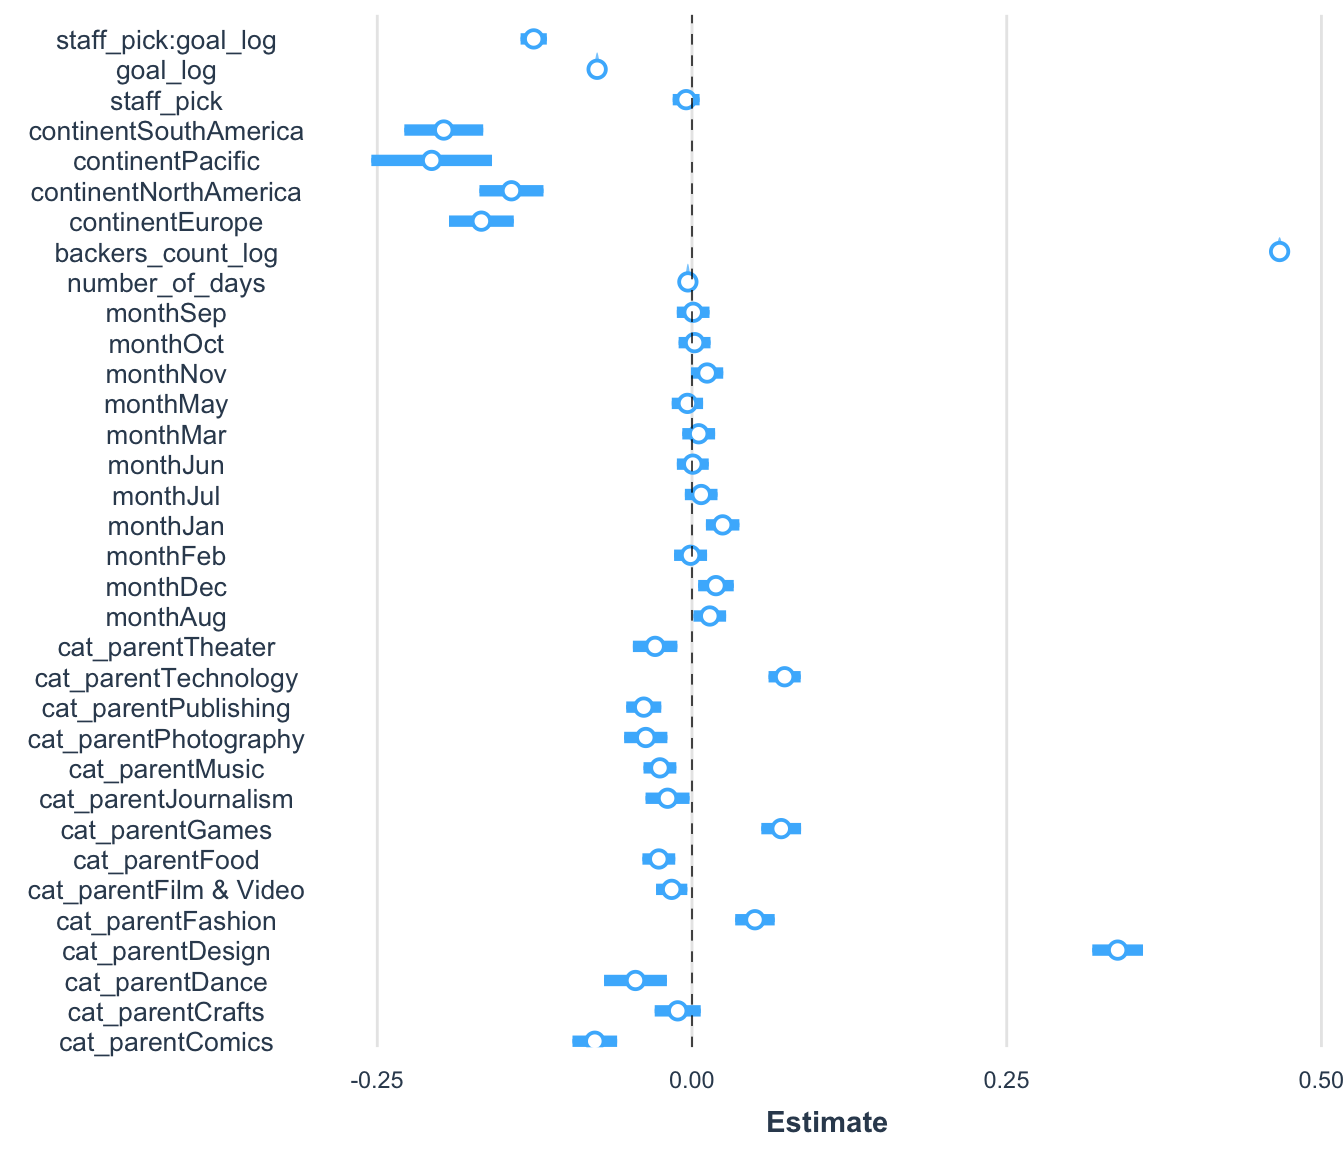 staff_pick:goal_log
goal_log
staff_pick
continentSouthAmerica
continentPacific
continentNorthAmerica
continentEurope
backers_count_log
number_of_days
monthSep
monthOct
monthNov
monthMay
monthMar
monthJun
monthJul
monthJan
monthFeb
monthDec
monthAug
cat_parentTheater
cat_parentTechnology
cat_parentPublishing
cat_parentPhotography
cat_parentMusic
cat_parentJournalism
cat_parentGames
cat_parentFood
cat_parentFilm & Video
cat_parentFashion
cat_parentDesign
cat_parentDance
cat_parentCrafts
cat_parentComics
-0.25 0.00 0.25 0.50
Estimate